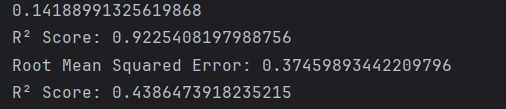 0.14188991325619868
R² Score: 0.9225408197988756
Root Mean Squared Error: 0.37459893442209796
R² Score: 0.4386473918235215